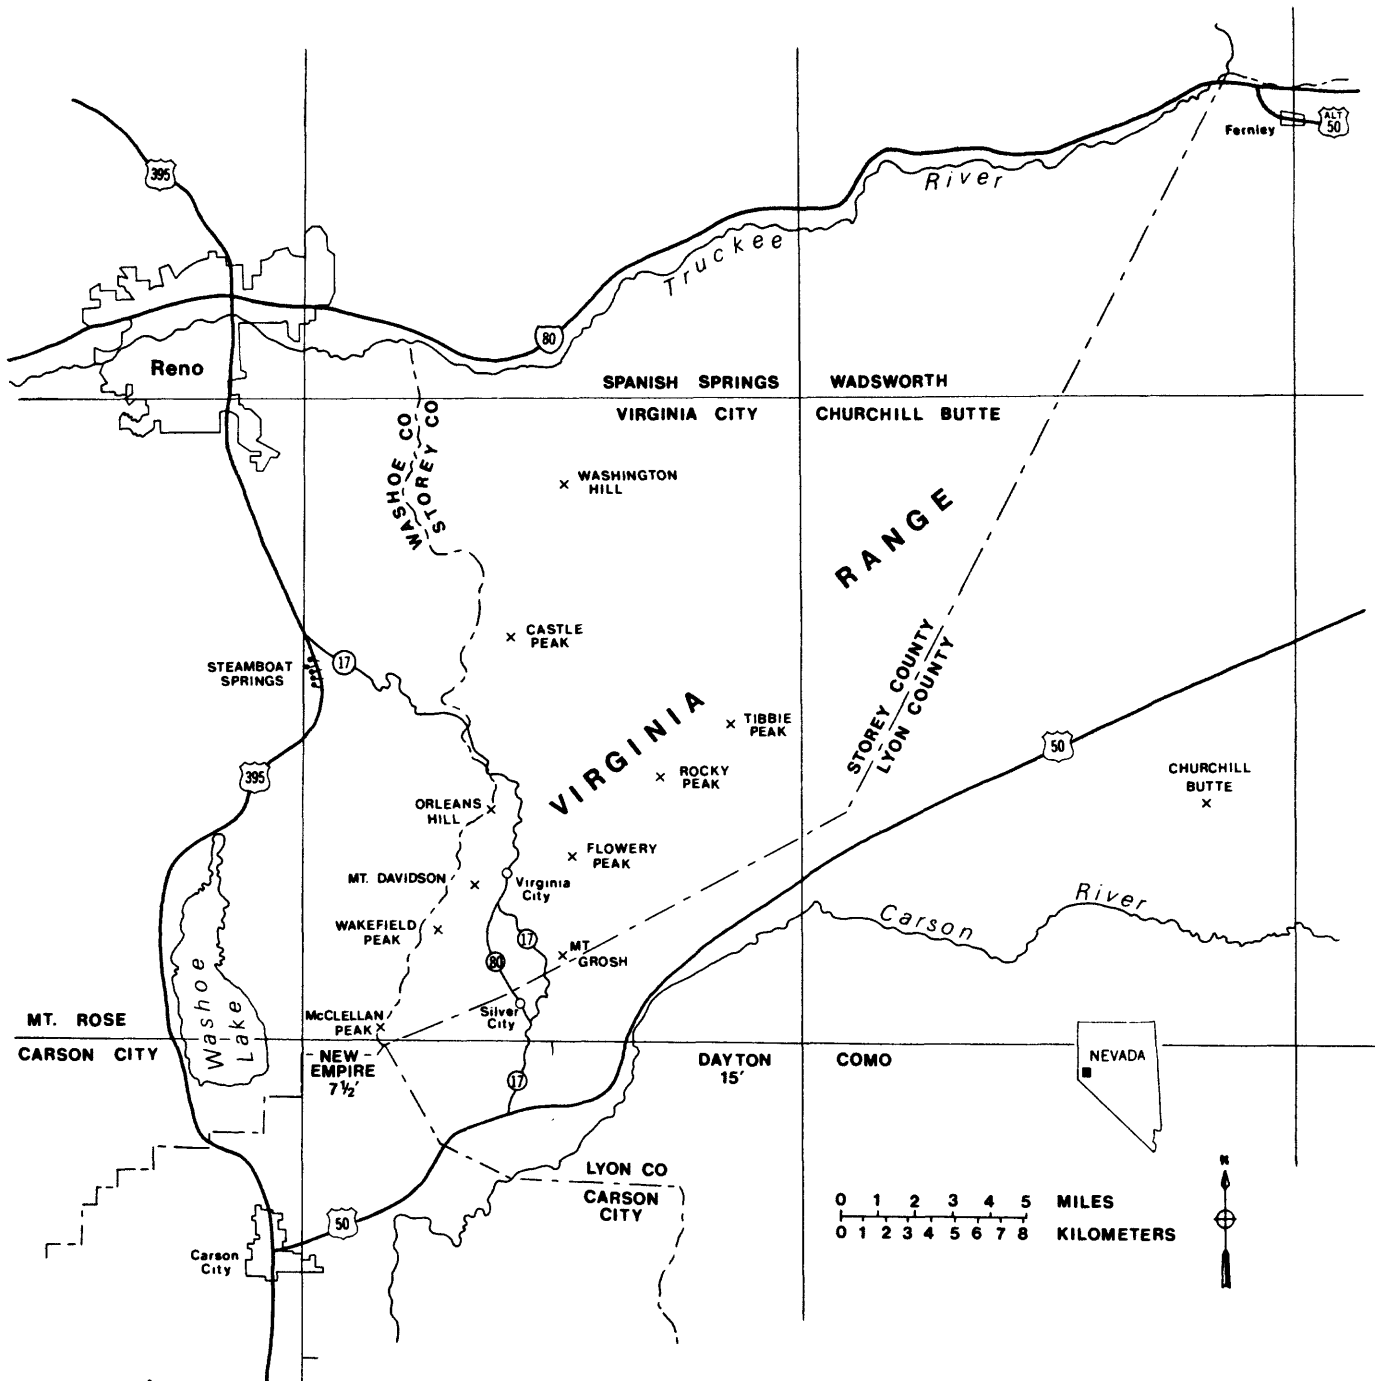 ALT
50
Fernley
395
River
Truckee
80
Reno
SPANISH SPRINGS
WADSWORTH
VIRGINIA CITY
CHURCHILL BUTTE
WASHOE CO
STOREY CO
WASHINGTON
HILL
RANGE
CASTLE
PEAK
STEAMBOAT
SPRINGS
17
STOREY COUNTY
LYON COUNTY
VIRGINIA
TIBBIE
PEAK
50
ROCKY
PEAK
CHURCHILL
BUTTE
395
ORLEANS
HILL
FLOWERY
PEAK
MT. DAVIDSON
Virginia
City
WAKEFIELD
PEAK
Carson
River
17
MT
GROSH
80
Washoe
Lake
McCLELLAN
PEAK
Silver
City
MT. ROSE
CARSON CITY
NEW
EMPIRE
7 ½'
DAYTON
15'
COMO
NEVADA
17
LYON CO
CARSON
CITY
N
0 1 2 3 4 5 MILES
0 1 2 3 4 5 6 7 8 KILOMETERS
50
Carson
City